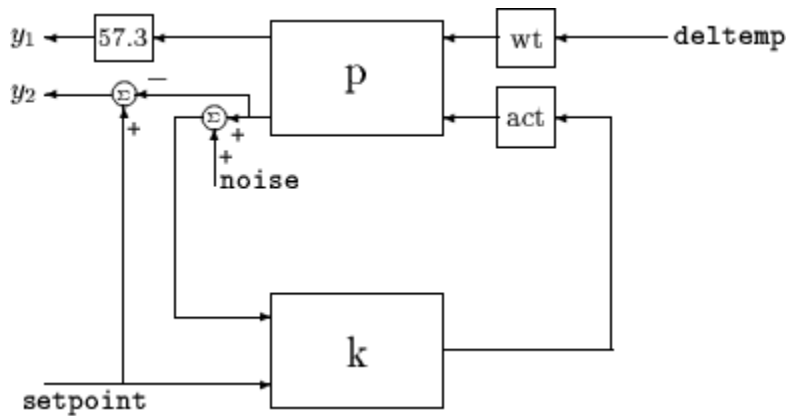 y₁ 57.3 p wt deltemp
y₂ Σ −
Σ + act
+
+
noise
k
setpoint